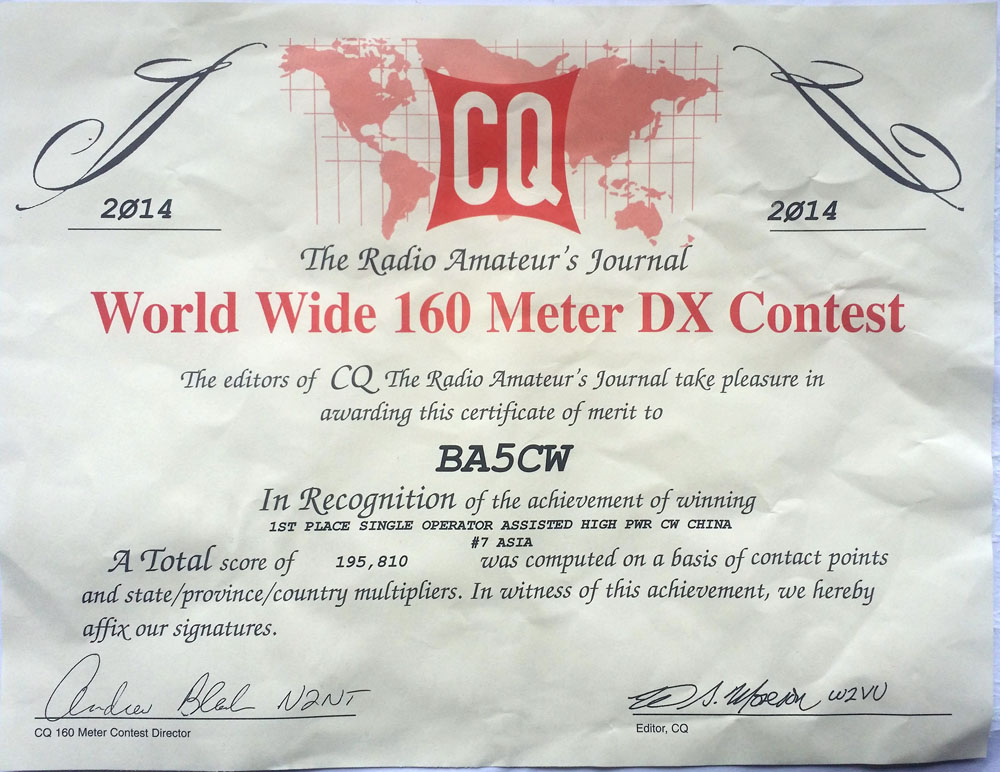 CQ
2Ø14
2Ø14
The Radio Amateur's Journal
World Wide 160 Meter DX Contest
The editors of CQ The Radio Amateur's Journal take pleasure in
awarding this certificate of merit to
BA5CW
In Recognition of the achievement of winning
1ST PLACE SINGLE OPERATOR ASSISTED HIGH PWR CW CHINA
#7 ASIA
A Total score of 195,810 was computed on a basis of contact points
and state/province/country multipliers. In witness of this achievement, we hereby
affix our signatures.
Andrew N2NT
W2VU
CQ 160 Meter Contest Director
Editor, CQ